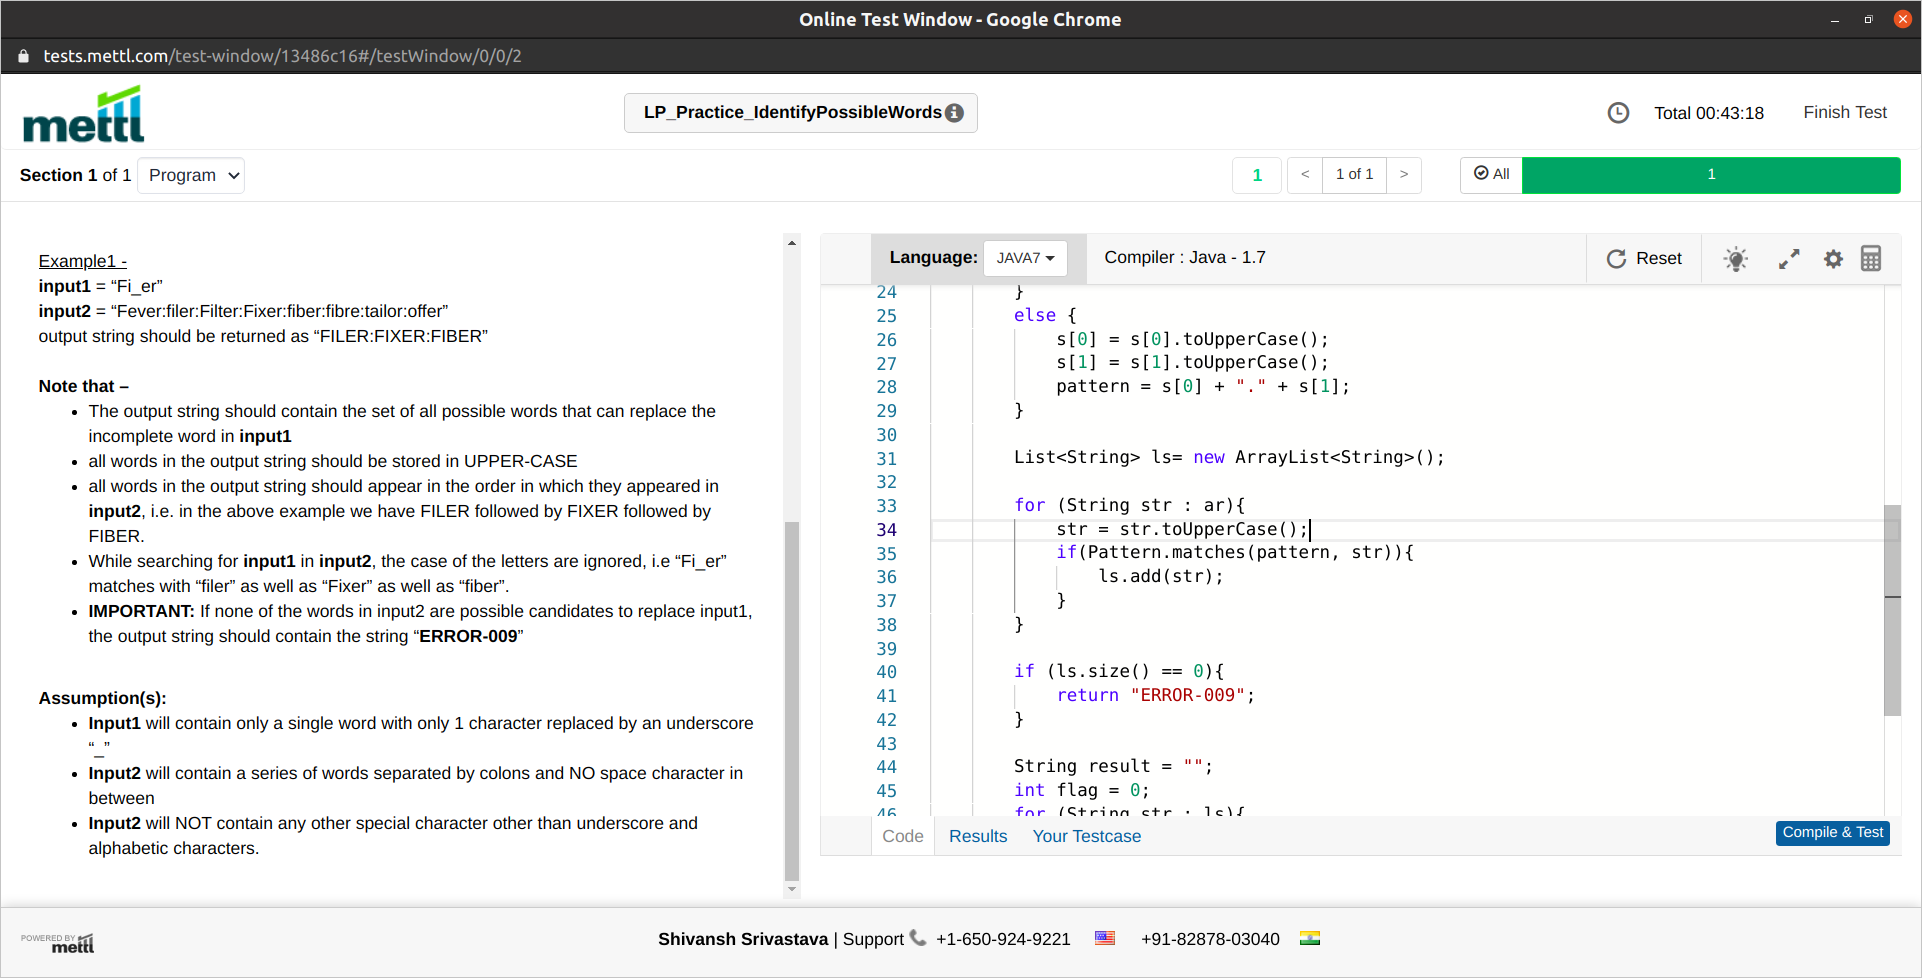 Online Test Window - Google Chrome
tests.mettl.com/test-window/13486c16#/testWindow/0/0/2
mettl
LP_Practice_IdentifyPossibleWords
Total 00:43:18
Finish Test
Section 1 of 1
Program
1
<
1 of 1
>
All
1
Example1 -
input1 = “Fi_er”
input2 = “Fever:filer:Filter:Fixer:fiber:fibre:tailor:offer”
output string should be returned as “FILER:FIXER:FIBER”
Note that –
• The output string should contain the set of all possible words that can replace the
incomplete word in input1
• all words in the output string should be stored in UPPER-CASE
• all words in the output string should appear in the order in which they appeared in
input2, i.e. in the above example we have FILER followed by FIXER followed by
FIBER.
• While searching for input1 in input2, the case of the letters are ignored, i.e “Fi_er”
matches with “filer” as well as “Fixer” as well as “fiber”.
• IMPORTANT: If none of the words in input2 are possible candidates to replace input1,
the output string should contain the string “ERROR-009”
Assumption(s):
• Input1 will contain only a single word with only 1 character replaced by an underscore
“_”
• Input2 will contain a series of words separated by colons and NO space character in
between
• Input2 will NOT contain any other special character other than underscore and
alphabetic characters.
Language: JAVA7
Compiler : Java - 1.7
Reset
24 }
25 else {
26 s[0] = s[0].toUpperCase();
27 s[1] = s[1].toUpperCase();
28 pattern = s[0] + "." + s[1];
29 }
30
31 List<String> ls= new ArrayList<String>();
32
33 for (String str : ar){
34 str = str.toUpperCase();
35 if(Pattern.matches(pattern, str)){
36 ls.add(str);
37 }
38 }
39
40 if (ls.size() == 0){
41 return "ERROR-009";
42 }
43
44 String result = "";
45 int flag = 0;
46 for (String str : ls){
Code
Results
Your Testcase
Compile & Test
POWERED BY
mettl
Shivansh Srivastava | Support +1-650-924-9221 +91-82878-03040